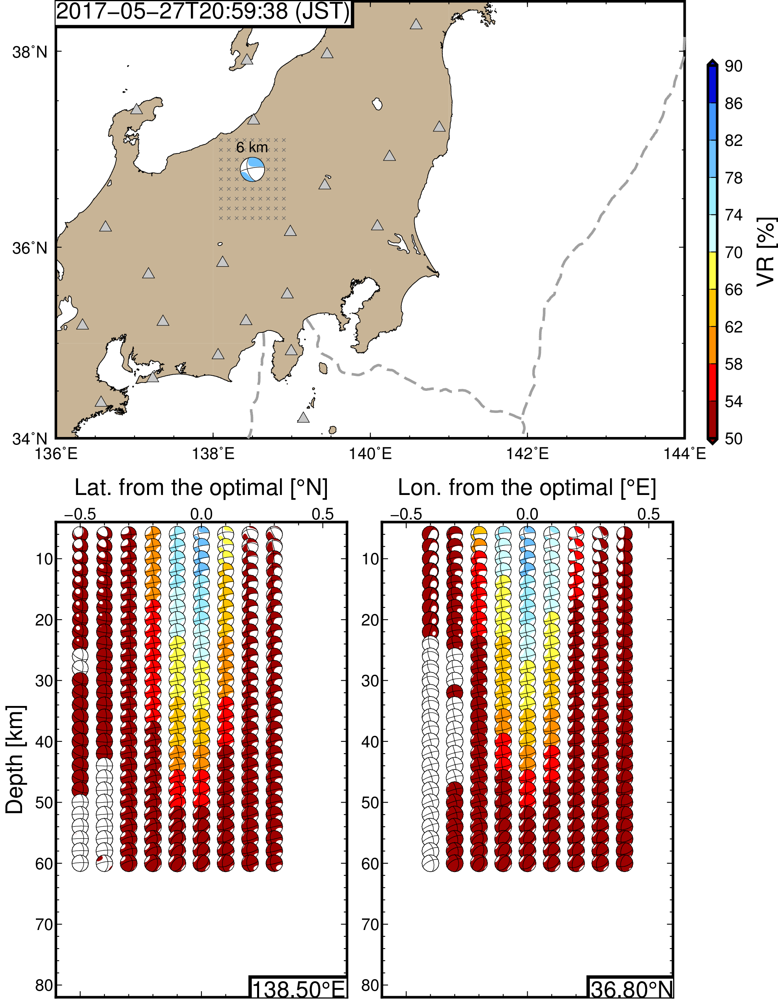 2017−05−27T20:59:38 (JST)
38°N
36°N
34°N
136°E
138°E
140°E
142°E
144°E
6 km
90
86
82
78
74
70
66
62
58
54
50
VR [%]
Lat. from the optimal [°N]
−0.5
0.0
0.5
Depth [km]
10
20
30
40
50
60
70
80
138.50°E
Lon. from the optimal [°E]
−0.5
0.0
0.5
10
20
30
40
50
60
70
80
36.80°N